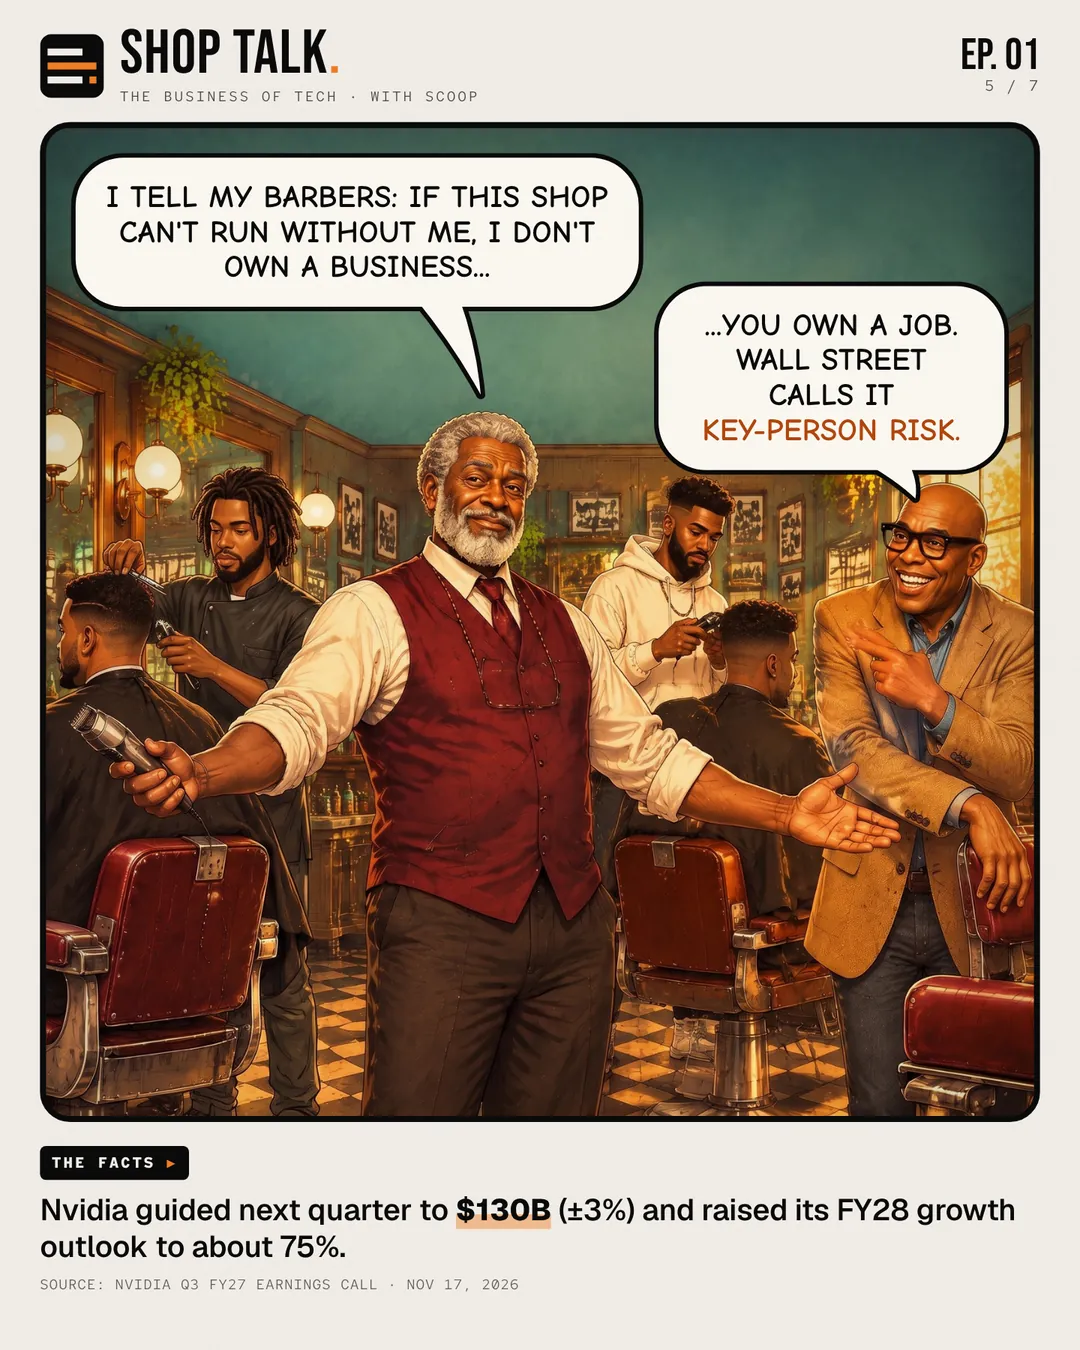 SHOP TALK.
THE BUSINESS OF TECH · WITH SCOOP
EP. 01
5 / 7
I TELL MY BARBERS: IF THIS SHOP
CAN'T RUN WITHOUT ME, I DON'T
OWN A BUSINESS...
...YOU OWN A JOB.
WALL STREET
CALLS IT
KEY-PERSON RISK.
THE FACTS ▸
Nvidia guided next quarter to $130B (±3%) and raised its FY28 growth
outlook to about 75%.
SOURCE: NVIDIA Q3 FY27 EARNINGS CALL · NOV 17, 2026